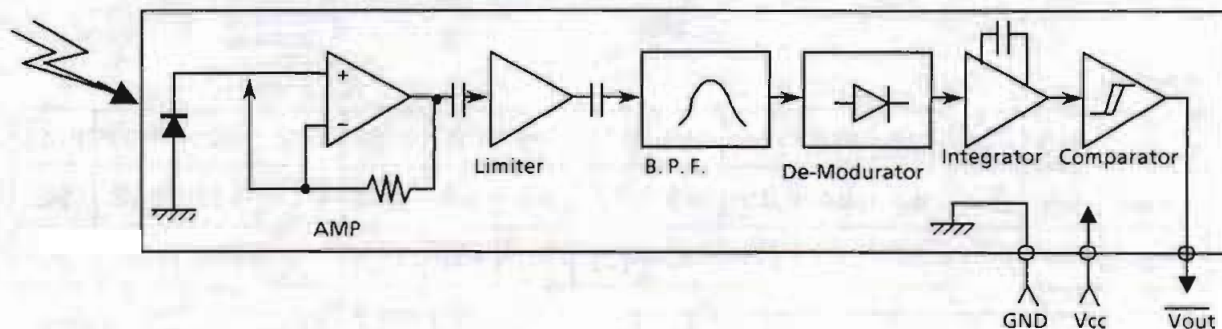 +
-
AMP
Limiter
B. P. F.
De-Modurator
Integrator
Comparator
GND
Vcc
Vout